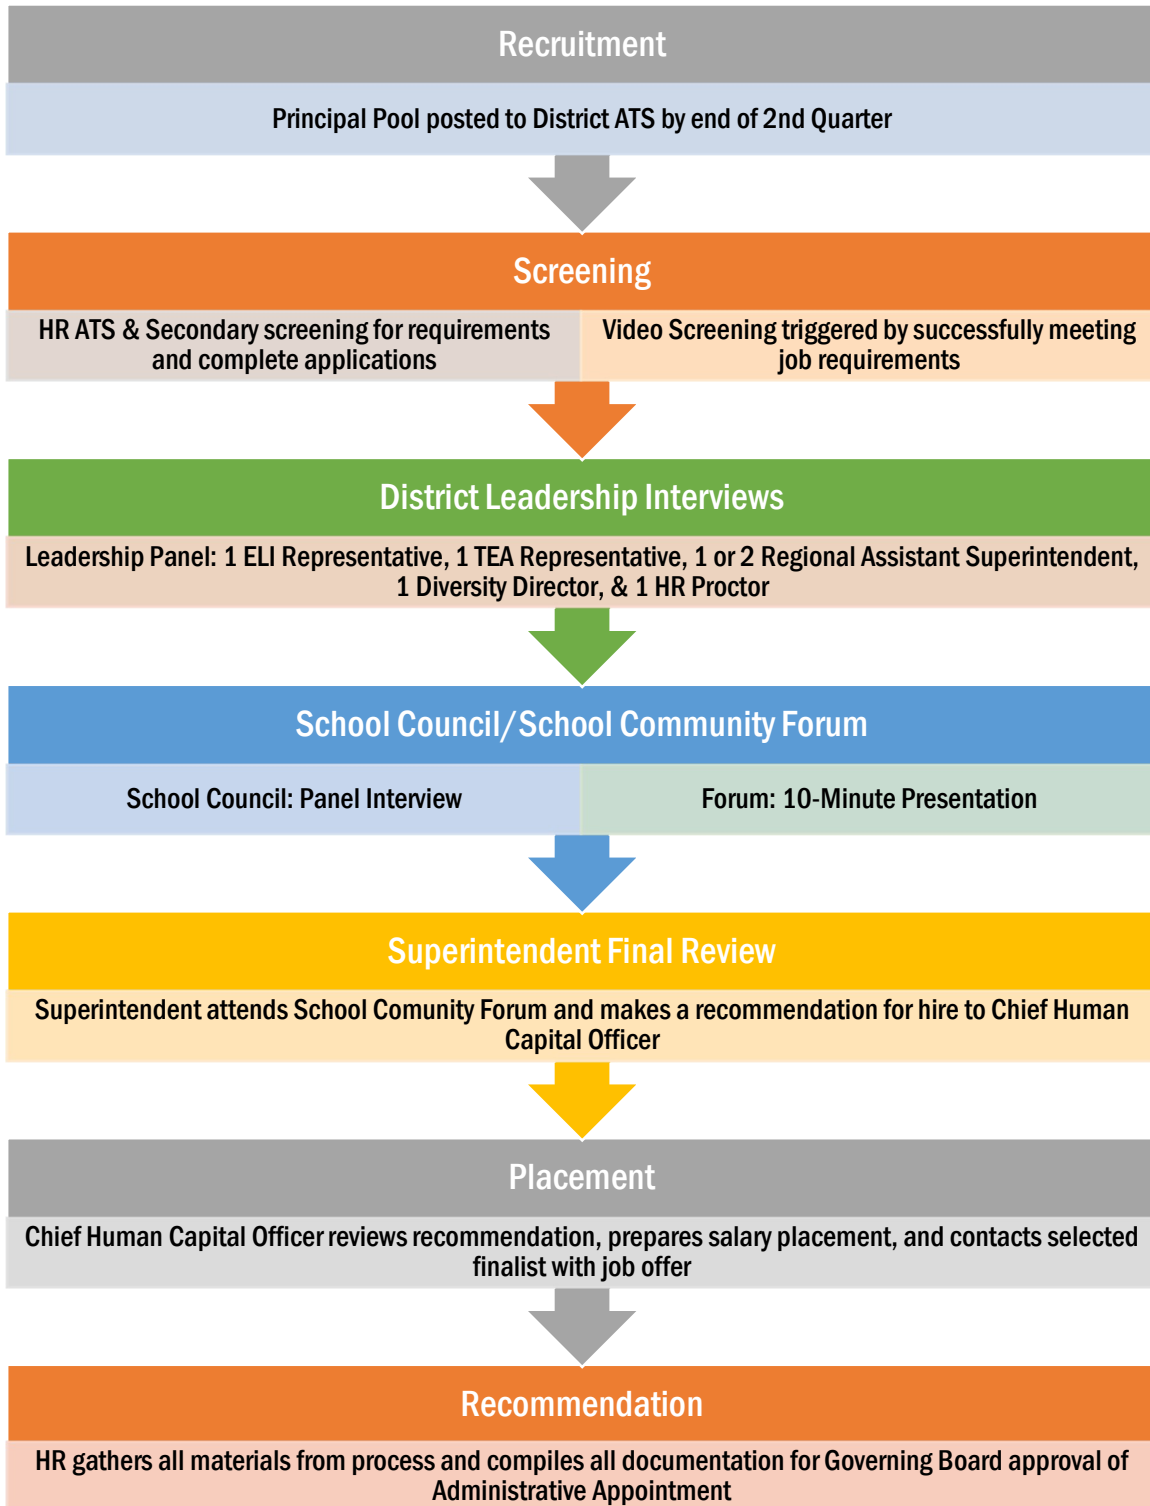 Recruitment
Principal Pool posted to District ATS by end of 2nd Quarter
Screening
HR ATS & Secondary screening for requirements
and complete applications
Video Screening triggered by successfully meeting
job requirements
District Leadership Interviews
Leadership Panel: 1 ELI Representative, 1 TEA Representative, 1 or 2 Regional Assistant Superintendent,
1 Diversity Director, & 1 HR Proctor
School Council/School Community Forum
School Council: Panel Interview
Forum: 10-Minute Presentation
Superintendent Final Review
Superintendent attends School Comunity Forum and makes a recommendation for hire to Chief Human
Capital Officer
Placement
Chief Human Capital Officer reviews recommendation, prepares salary placement, and contacts selected
finalist with job offer
Recommendation
HR gathers all materials from process and compiles all documentation for Governing Board approval of
Administrative Appointment